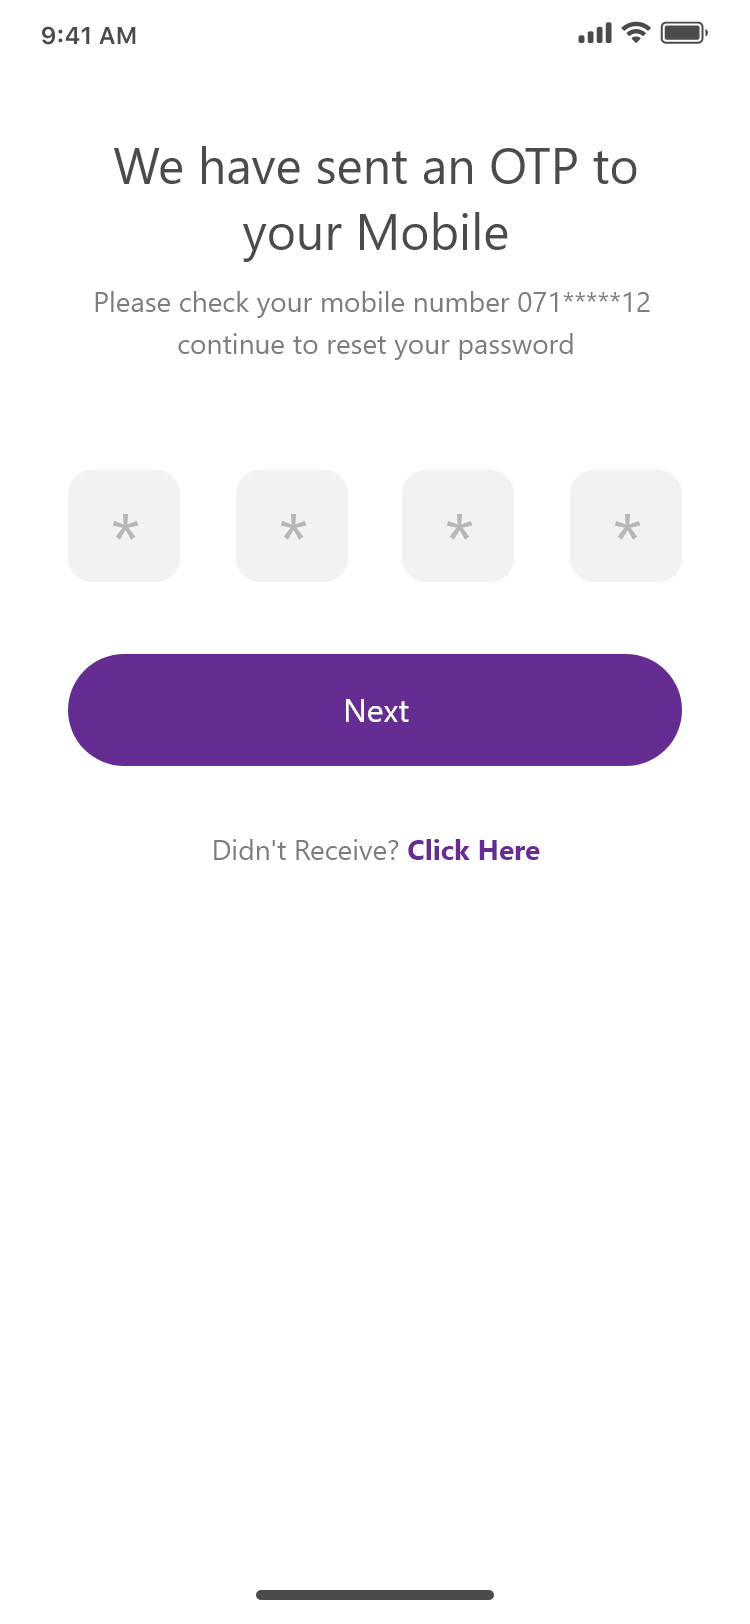 9:41 AM
We have sent an OTP to
your Mobile
Please check your mobile number 071*****12
continue to reset your password
* * * *
Next
Didn't Receive? Click Here